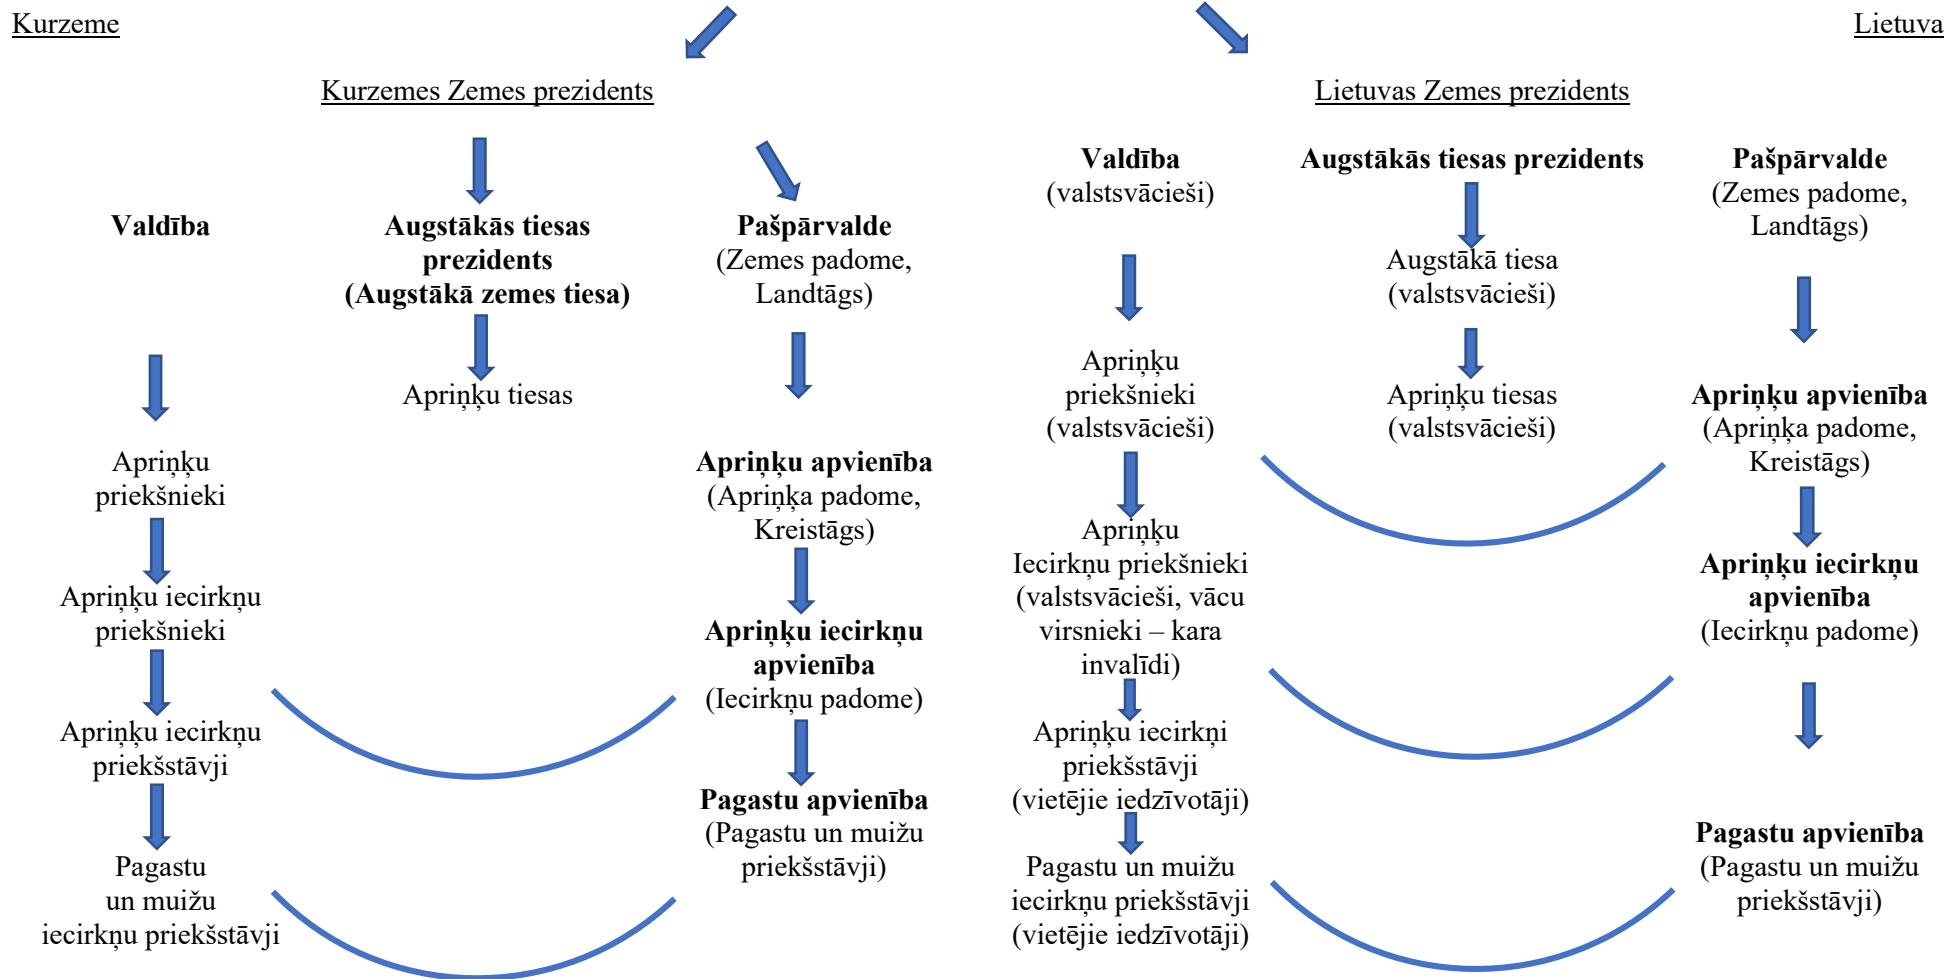 Kurzeme
Lietuva
Kurzemes Zemes prezidents
Valdība
Augstākās tiesas
prezidents
(Augstākā zemes tiesa)
Apriņķu tiesas
Pašpārvalde
(Zemes padome,
Landtāgs)
Apriņķu
priekšnieki
Apriņķu iecirkņu
priekšnieki
Apriņķu iecirkņu
priekšstāvji
Pagastu
un muižu
iecirkņu priekšstāvji
Apriņķu apvienība
(Apriņķa padome,
Kreistāgs)
Apriņķu iecirkņu
apvienība
(Iecirkņu padome)
Pagastu apvienība
(Pagastu un muižu
priekšstāvji)
Lietuvas Zemes prezidents
Valdība
(valstsvācieši)
Apriņķu
priekšnieki
(valstsvācieši)
Apriņķu
Iecirkņu priekšnieki
(valstsvācieši, vācu
virsnieki – kara
invalīdi)
Apriņķu iecirkņi
priekšstāvji
(vietējie iedzīvotāji)
Pagastu un muižu
iecirkņu priekšstāvji
(vietējie iedzīvotāji)
Augstākās tiesas prezidents
Augstākā tiesa
(valstsvācieši)
Apriņķu tiesas
(valstsvācieši)
Pašpārvalde
(Zemes padome,
Landtāgs)
Apriņķu apvienība
(Apriņķa padome,
Kreistāgs)
Apriņķu iecirkņu
apvienība
(Iecirkņu padome)
Pagastu apvienība
(Pagastu un muižu
priekšstāvji)